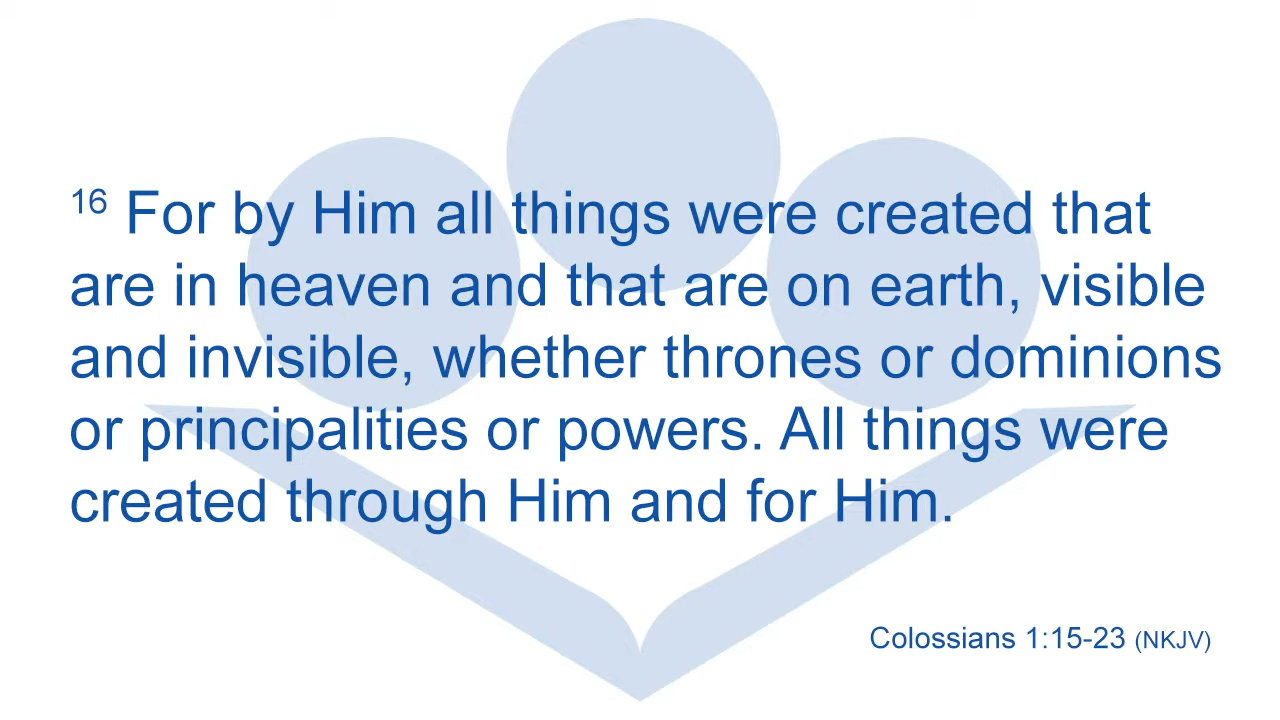 16 For by Him all things were created that
are in heaven and that are on earth, visible
and invisible, whether thrones or dominions
or principalities or powers. All things were
created through Him and for Him.
Colossians 1:15-23 (NKJV)